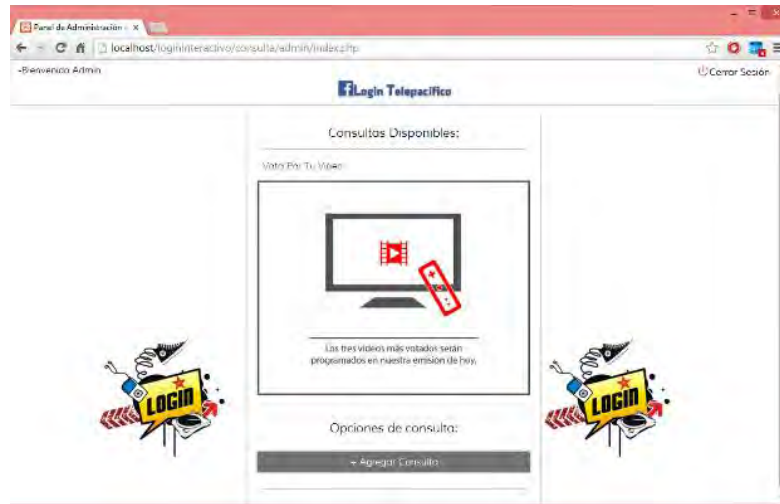 Panel de Administración - x
localhost/logininteractivo/consulta/admin/index.php
-Bienvenido Admin
Cerrar Sesión
Login Telepacífico
Consultas Disponibles:
Vota Por Tu Video
Los tres videos más votados serán
programados en nuestra emisión de hoy.
LOGIN
LOGIN
Opciones de consulta:
+ Agregar Consulta